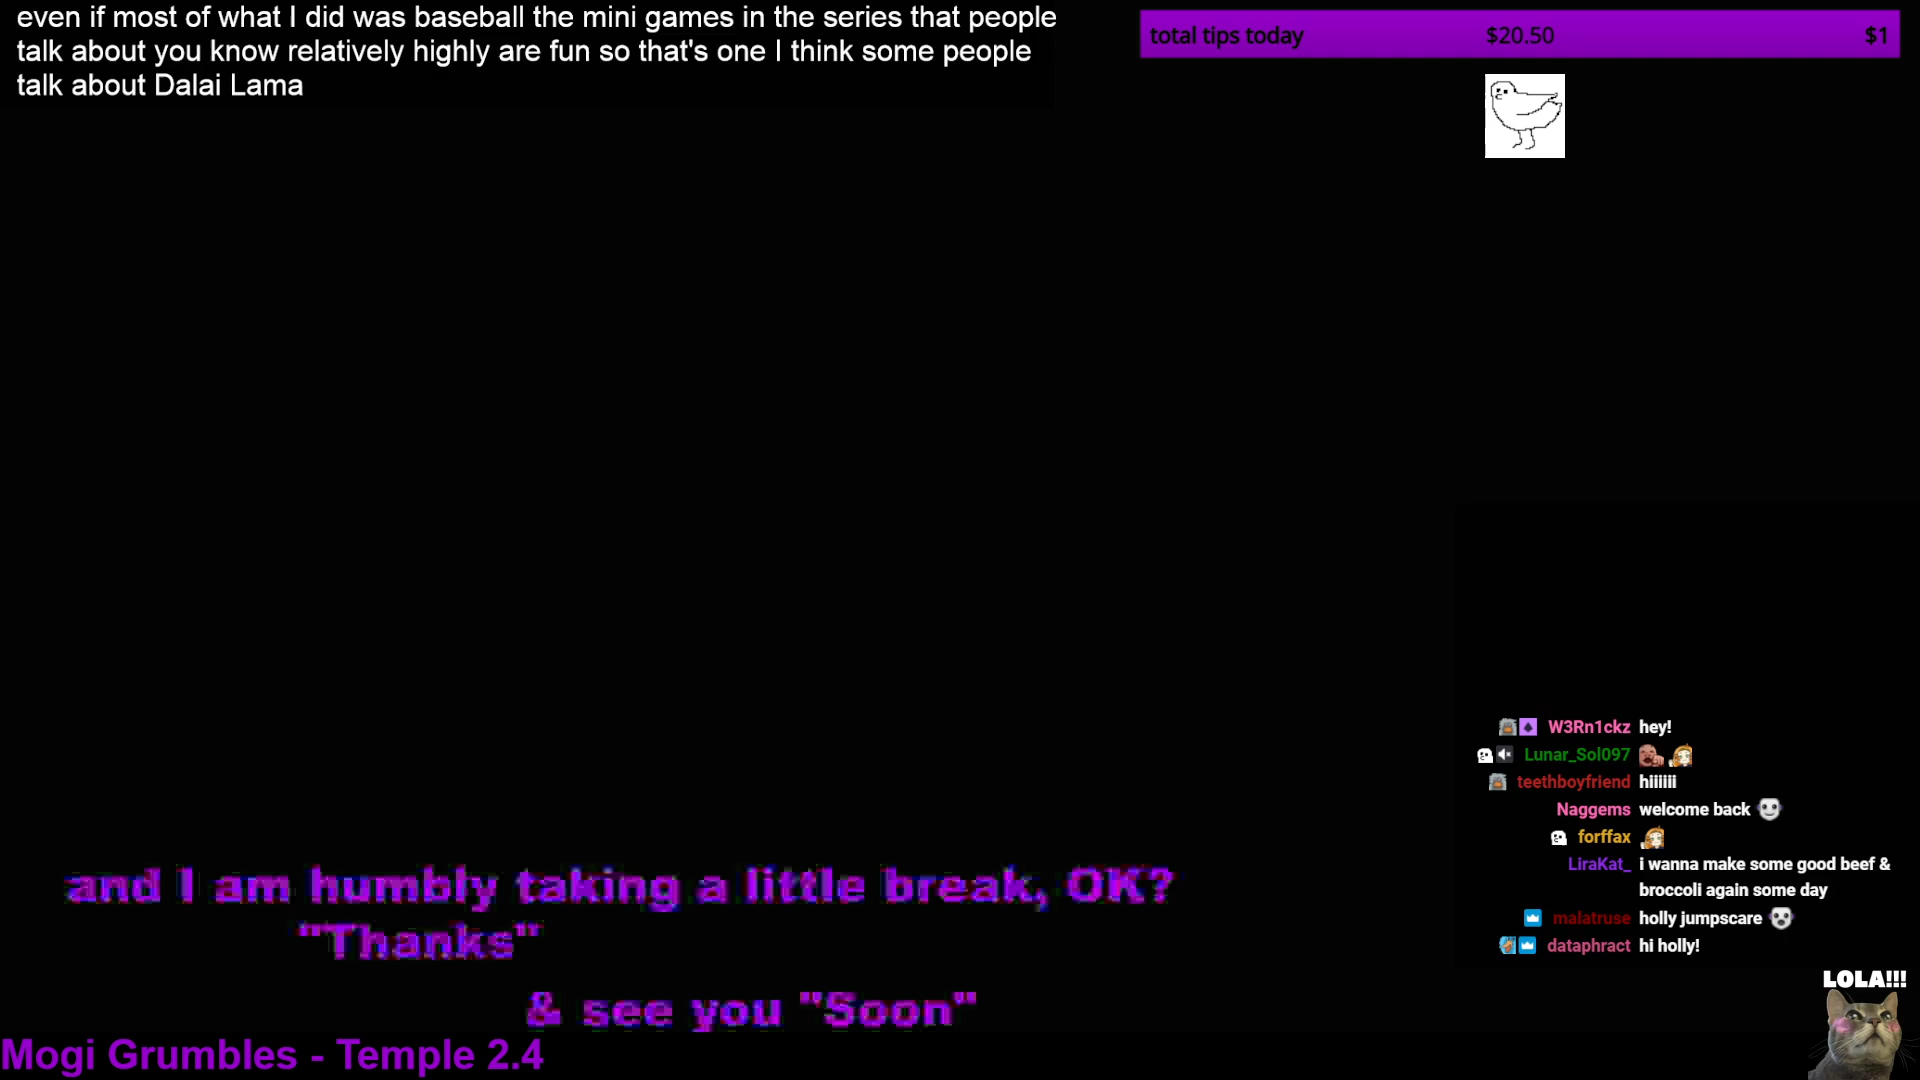 even if most of what I did was baseball the mini games in the series that people
talk about you know relatively highly are fun so that's one I think some people
talk about Dalai Lama
total tips today $20.50 $1
W3Rn1ckz hey!
Lunar_Sol097
teethboyfriend hiiiiii
Naggems welcome back
forffax
LiraKat_ i wanna make some good beef &
broccoli again some day
malatruse holly jumpscare
dataphract hi holly!
and I am humbly taking a little break, OK?
"Thanks"
& see you "Soon"
LOLA!!!
Mogi Grumbles - Temple 2.4